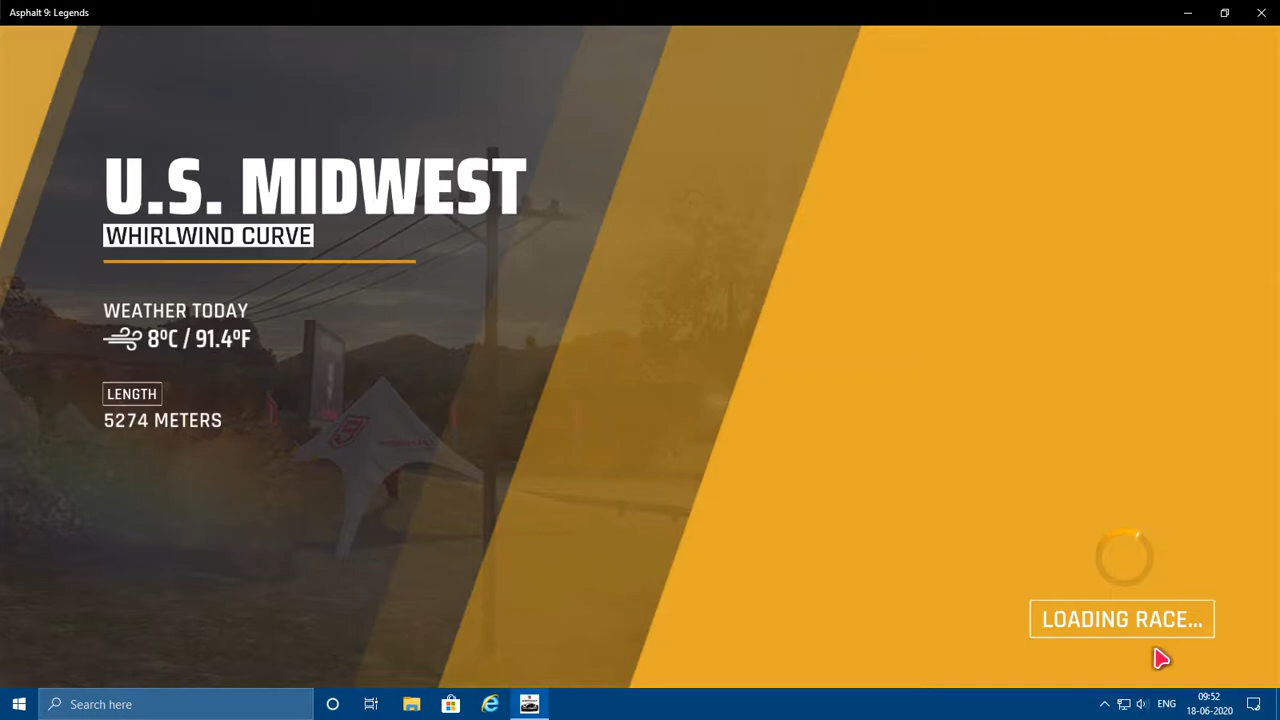 Asphalt 9: Legends
U.S. MIDWEST
WHIRLWIND CURVE
WEATHER TODAY
8ºC / 91.4ºF
LENGTH
5274 METERS
LOADING RACE...
Search here
ENG
09:52
18-06-2020